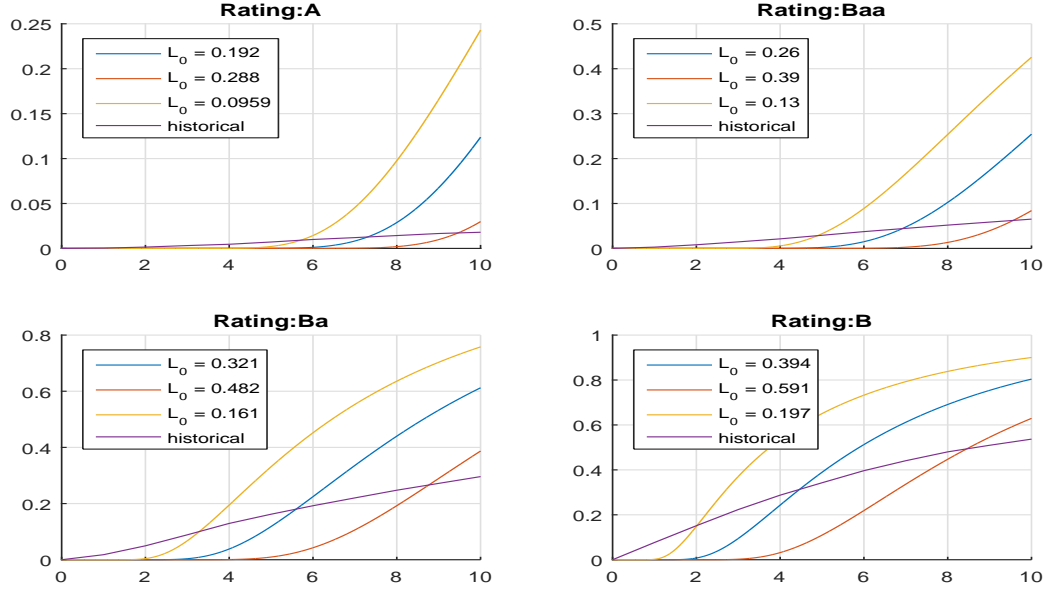 Rating:A
0.25
0.2
0.15
0.1
0.05
0
0 2 4 6 8 10
L0 = 0.192
L0 = 0.288
L0 = 0.0959
historical
Rating:Baa
0.5
0.4
0.3
0.2
0.1
0
0 2 4 6 8 10
L0 = 0.26
L0 = 0.39
L0 = 0.13
historical
Rating:Ba
0.8
0.6
0.4
0.2
0
0 2 4 6 8 10
L0 = 0.321
L0 = 0.482
L0 = 0.161
historical
Rating:B
1
0.8
0.6
0.4
0.2
0
0 2 4 6 8 10
L0 = 0.394
L0 = 0.591
L0 = 0.197
historical